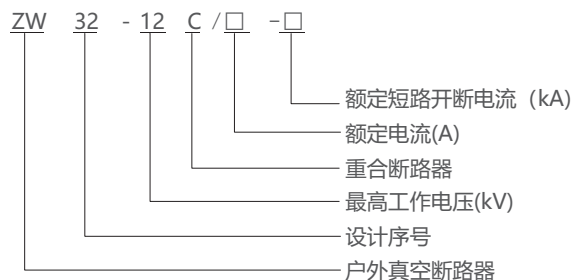 ZW 32 - 12 C /□ -□
额定短路开断电流（kA)
额定电流(A)
重合断路器
最高工作电压(kV)
设计序号
户外真空断路器